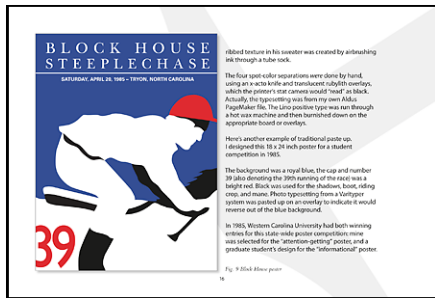 BLOCK HOUSE
STEEPLECHASE
SATURDAY, APRIL 20, 1985 – TRYON, NORTH CAROLINA
39
ribbed texture in his sweater was created by airbrushing
ink through a tube sock.
The four spot-color separations were done by hand,
using an x-acto knife and translucent rubylith overlays,
which the printer's stat camera would "read" as black.
Actually, the typesetting was from my own Aldus
PageMaker file. The Lino positive type was run through
a hot wax machine and then burnished down on the
appropriate board or overlays.
Here's another example of traditional paste up.
I designed this 18 x 24 inch poster for a student
competition in 1985.
The background was a royal blue, the cap and number
39 (also denoting the 39th running of the race) was a
bright red. Black was used for the shadows, boot, riding
crop, and mane. Photo typesetting from a Varityper
system was pasted up on an overlay to indicate it would
reverse out of the blue background.
In 1985, Western Carolina University had both winning
entries for this state-wide poster competition: mine
was selected for the "attention-getting" poster, and a
graduate student's design for the "informational" poster.
Fig. 9 Block House poster
16